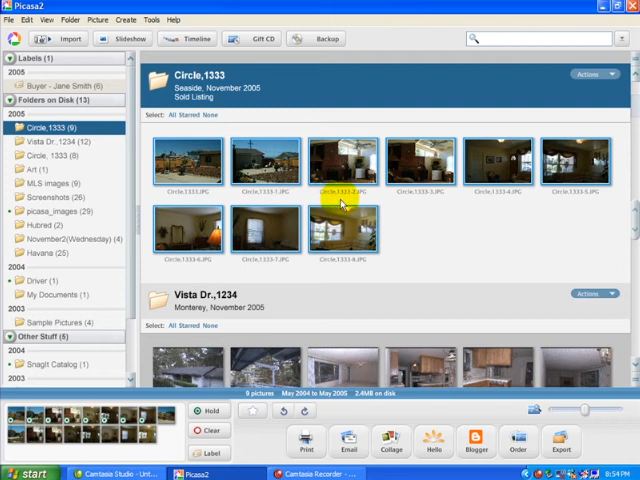 Picasa2
File Edit View Folder Picture Create Tools Help
Import Slideshow Timeline Gift CD Backup
Labels (1)
2005
Buyer - Jane Smith (6)
Folders on Disk (13)
2005
Circle,1333 (9)
Vista Dr.,1234 (12)
Circle, 1333 (8)
Art (1)
MLS images (9)
Screenshots (26)
picasa_images (29)
Hubred (2)
November2(Wednesday) (4)
Havana (25)
2004
Driver (1)
My Documents (1)
2003
Sample Pictures (4)
Other Stuff (5)
2004
SnagIt Catalog (1)
2003
Circle,1333
Actions
Seaside, November 2005
Sold Listing
Select: All Starred None
Circle,1333.JPG Circle,1333-1.JPG Circle,1333-2.JPG Circle,1333-3.JPG Circle,1333-4.JPG Circle,1333-5.JPG
Circle,1333-6.JPG Circle,1333-7.JPG Circle,1333-8.JPG
Vista Dr.,1234
Actions
Monterey, November 2005
Select: All Starred None
9 pictures May 2004 to May 2005 2.4MB on disk
Hold
Clear
Label
Print Email Collage Hello Blogger Order Export
start Camtasia Studio - Unt... Picasa2 Camtasia Recorder - ... 8:54 PM